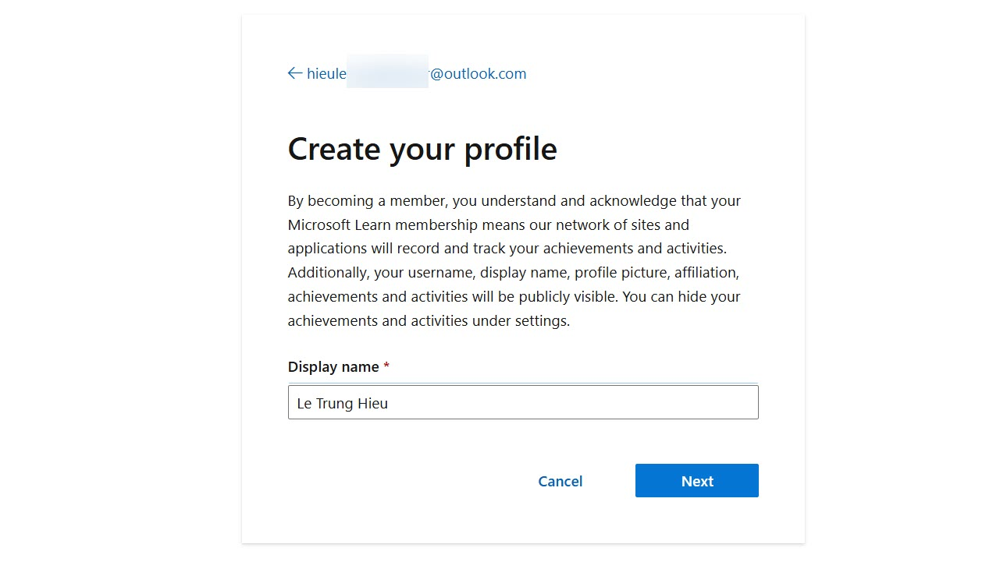 ← hieule @outlook.com
Create your profile
By becoming a member, you understand and acknowledge that your
Microsoft Learn membership means our network of sites and
applications will record and track your achievements and activities.
Additionally, your username, display name, profile picture, affiliation,
achievements and activities will be publicly visible. You can hide your
achievements and activities under settings.
Display name *
Le Trung Hieu
Cancel Next